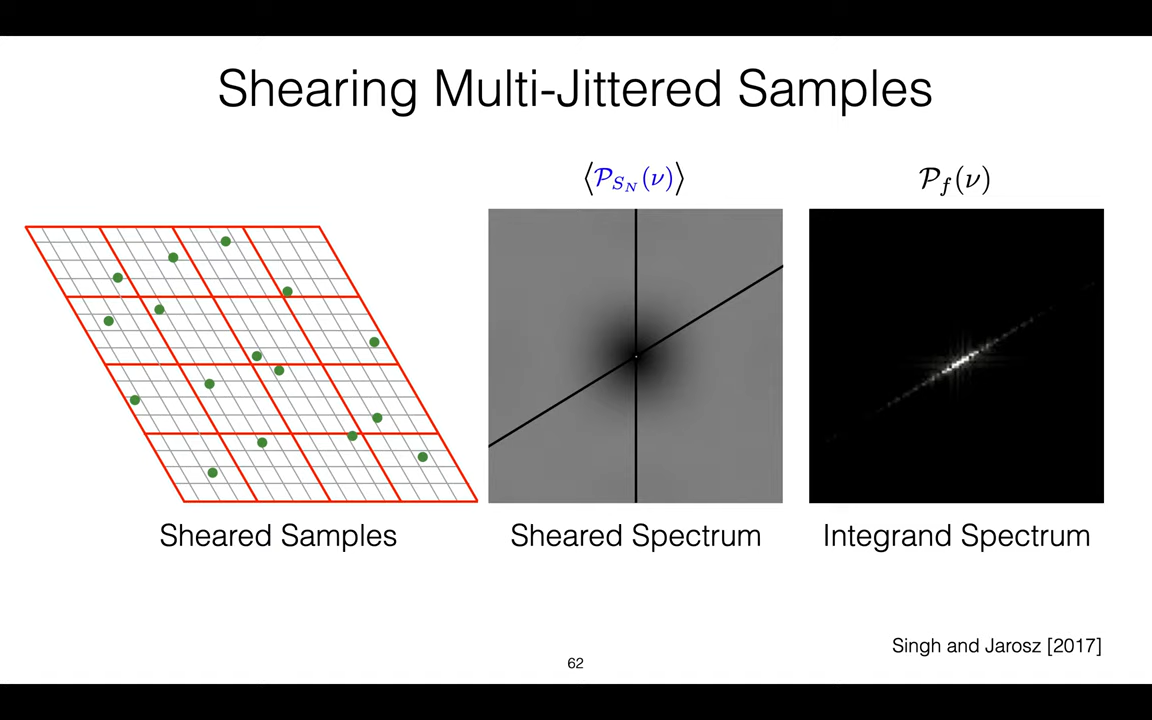 Shearing Multi-Jittered Samples
⟨𝒫_{S_N}(ν)⟩
𝒫_f(ν)
Sheared Samples
Sheared Spectrum
Integrand Spectrum
Singh and Jarosz [2017]
62